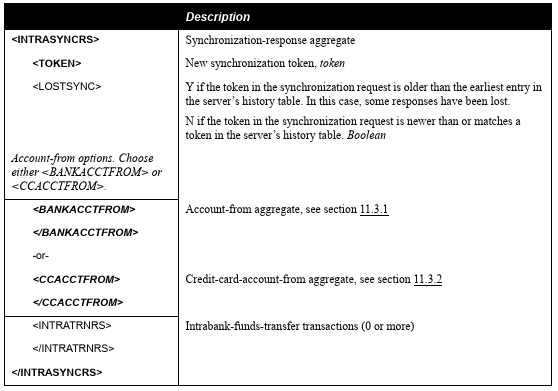 Description
<INTRASYNCRS> Synchronization-response aggregate
<TOKEN> New synchronization token, token
<LOSTSYNC> Y if the token in the synchronization request is older than the earliest entry in
the server’s history table. In this case, some responses have been lost.
N if the token in the synchronization request is newer than or matches a
token in the server’s history table. Boolean
Account-from options. Choose
either <BANKACCTFROM> or
<CCACCTFROM>.
<BANKACCTFROM> Account-from aggregate, see section 11.3.1
</BANKACCTFROM>
-or-
<CCACCTFROM> Credit-card-account-from aggregate, see section 11.3.2
</CCACCTFROM>
<INTRATRNRS> Intrabank-funds-transfer transactions (0 or more)
</INTRATRNRS>
</INTRASYNCRS>